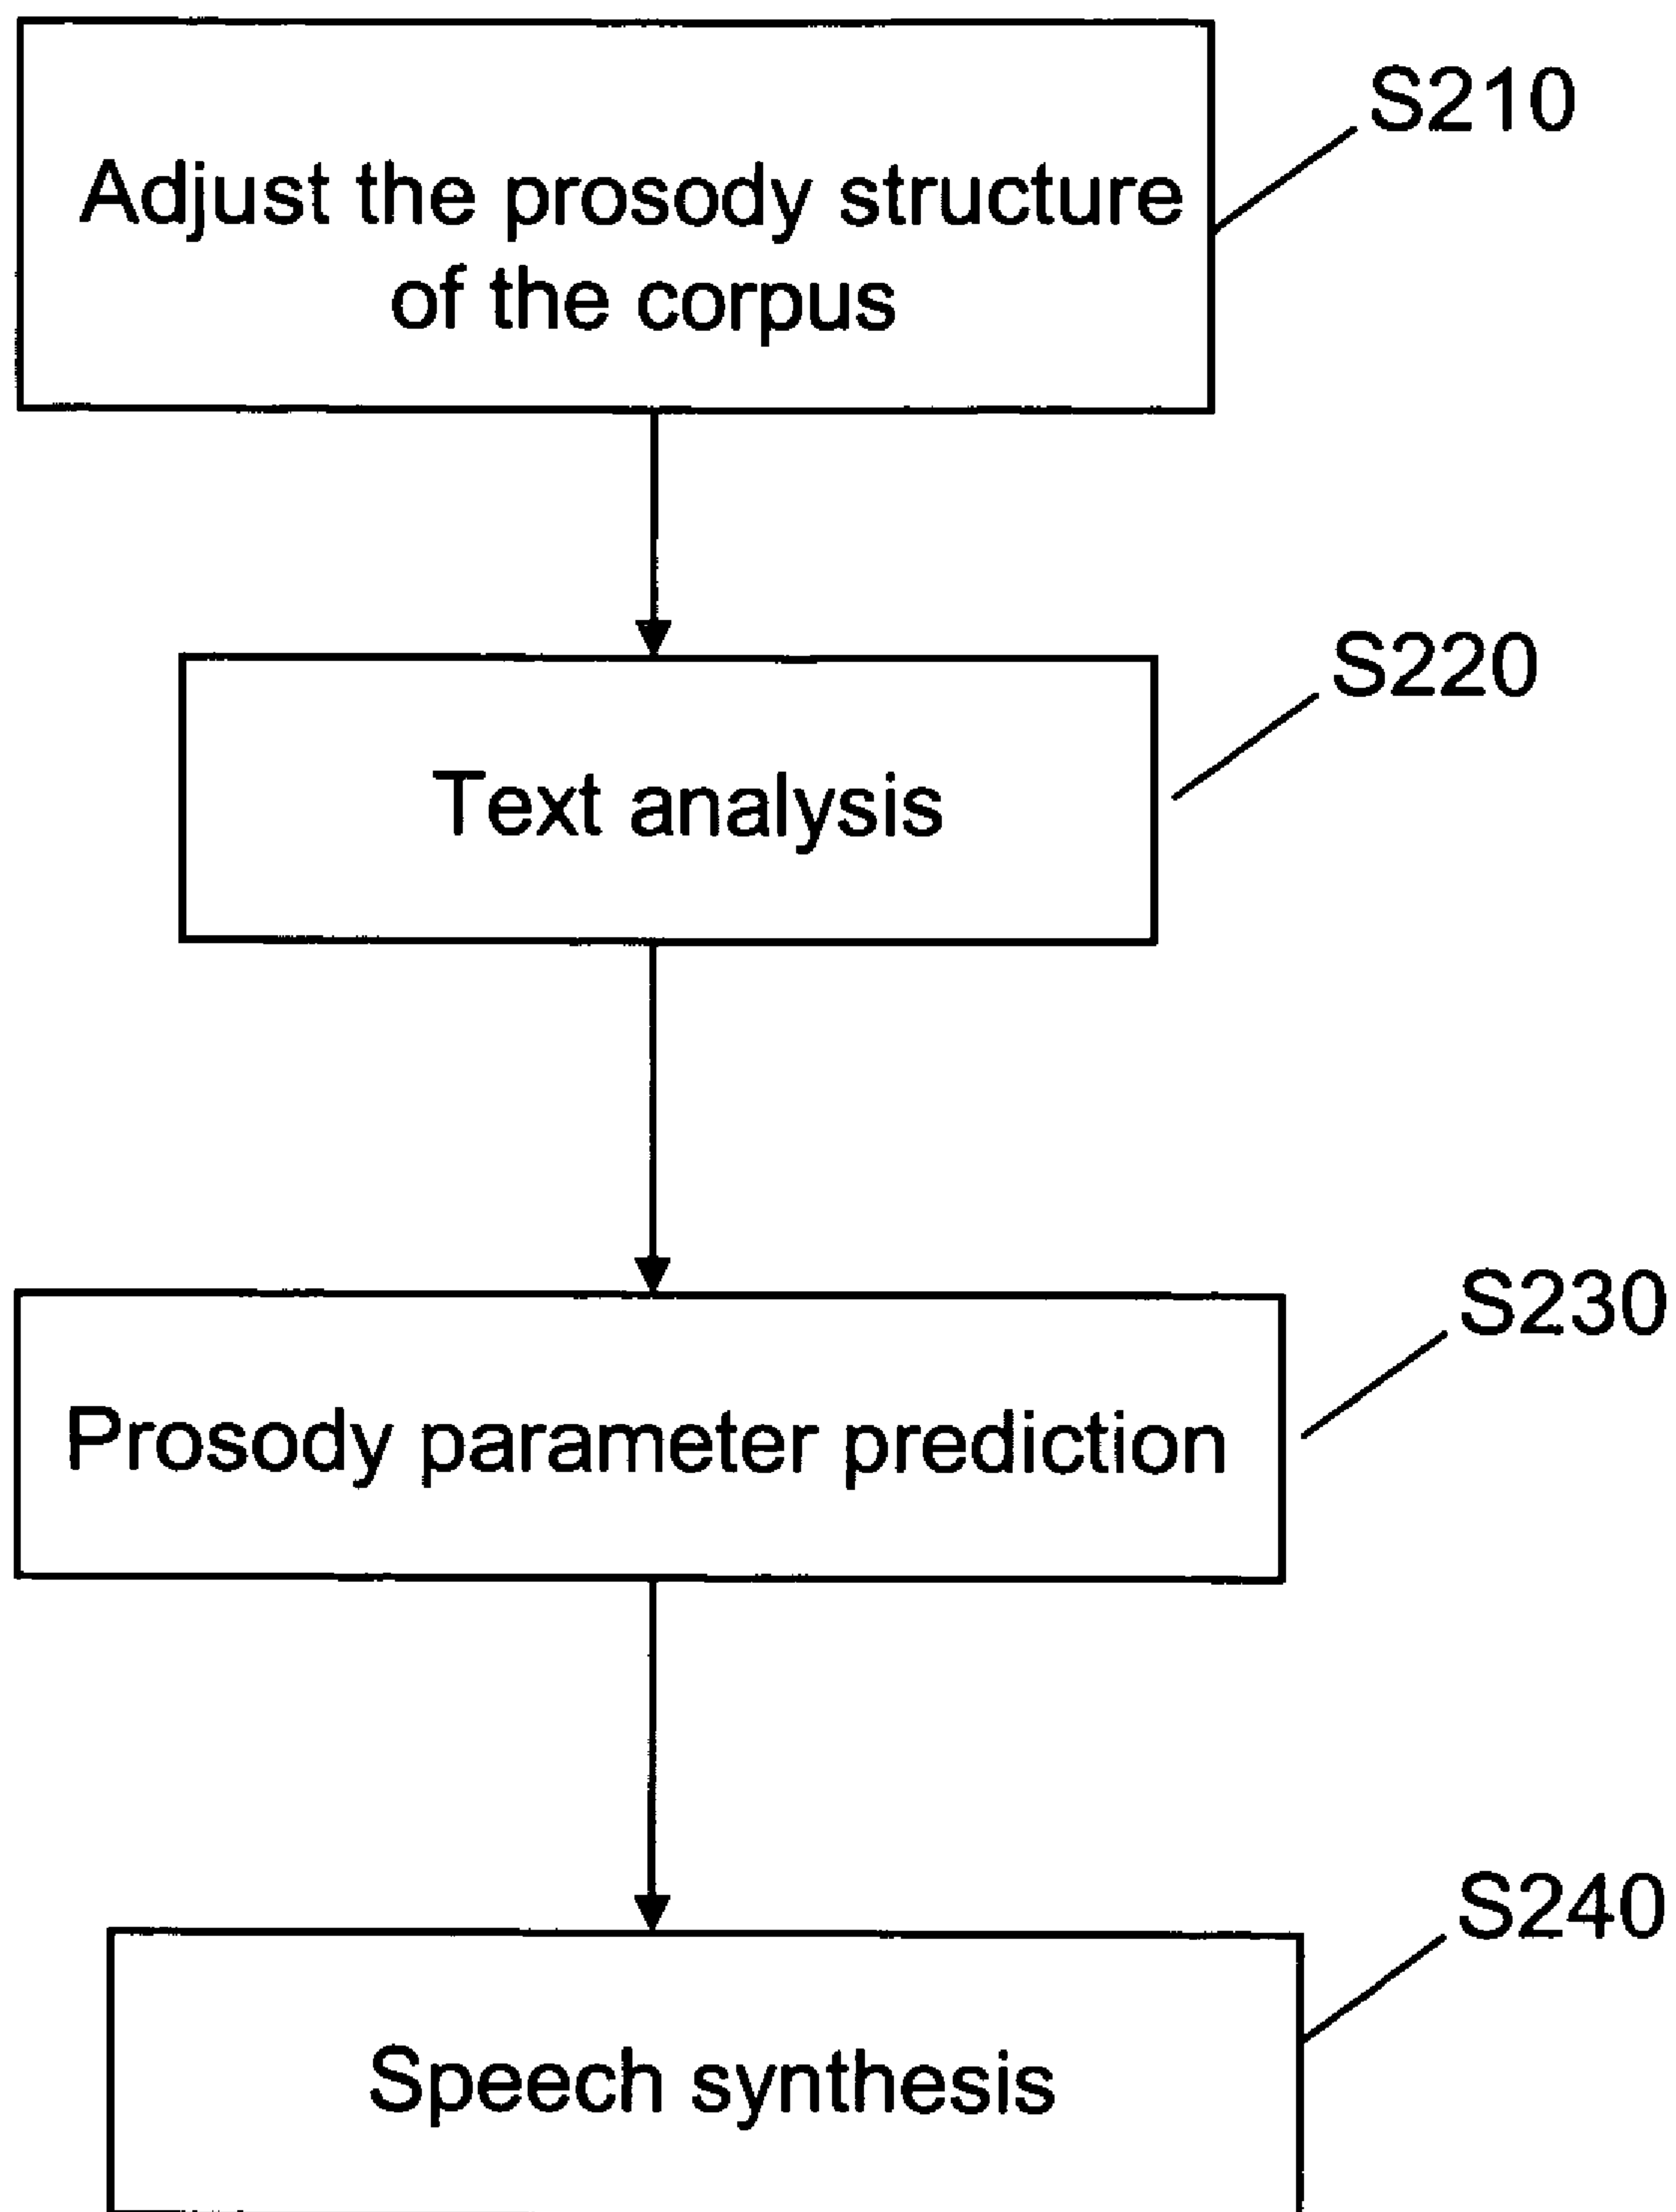 S210
Adjust the prosody structure
of the corpus
S220
Text analysis
S230
Prosody parameter prediction
S240
Speech synthesis